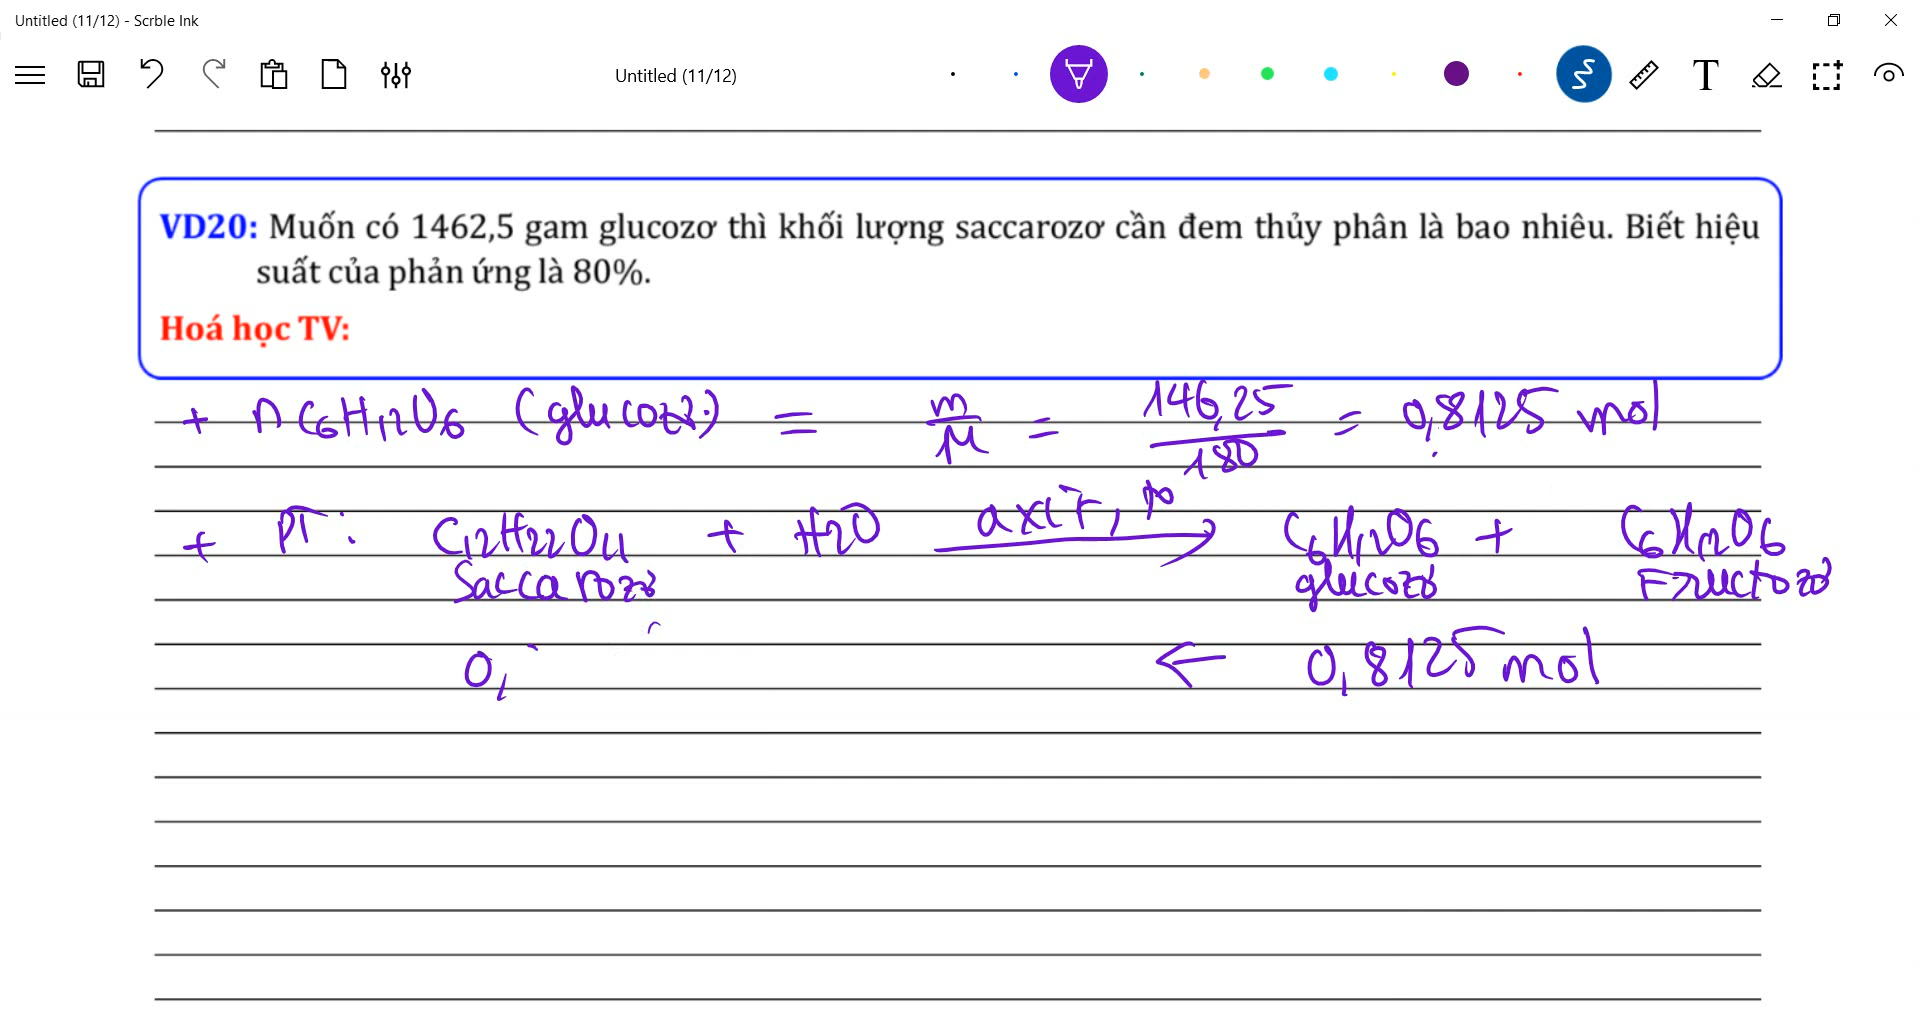 Untitled (11/12) - Scrble Ink
Untitled (11/12)
T
VD20: Muốn có 1462,5 gam glucozơ thì khối lượng saccarozơ cần đem thủy phân là bao nhiêu. Biết hiệu
suất của phản ứng là 80%.
Hoá học TV:
+ nC6H12O6 (glucozơ) = m/M = 146,25/180 = 0,8125 mol
+ PT: C12H22O11 + H2O axit, to → C6H12O6 + C6H12O6
Saccarozơ glucozơ Fructozơ
0, ← 0,8125 mol